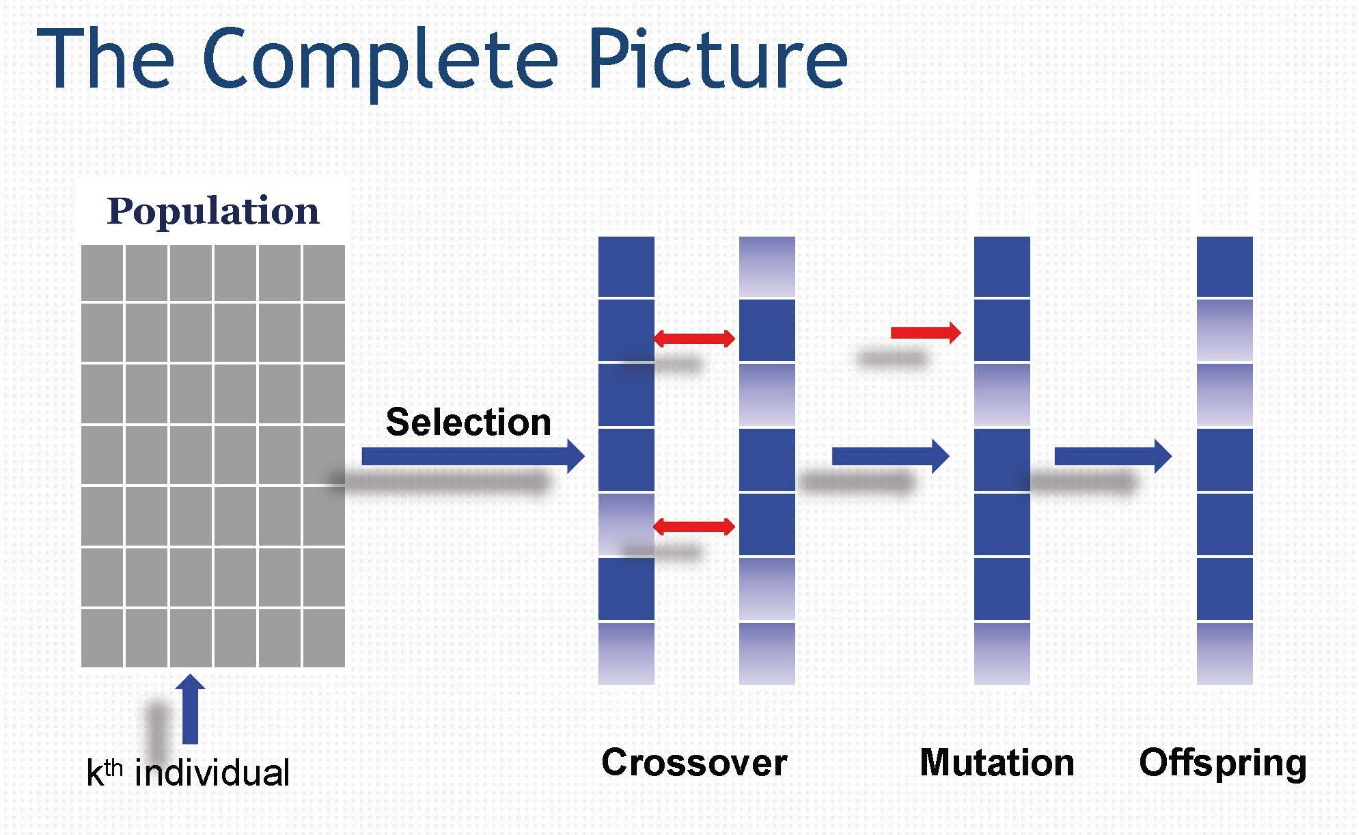 The Complete Picture
Population
Selection
kth individual
Crossover
Mutation
Offspring